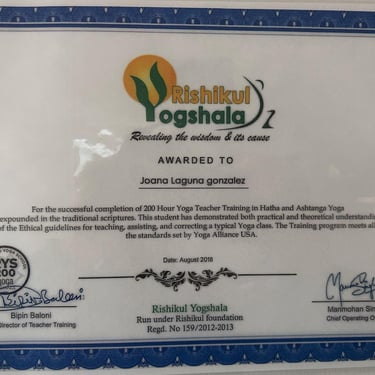 Rishikul
Yogshala
Revealing the wisdom & its cause
AWARDED TO
Joana Laguna gonzalez
For the successful completion of 200 Hour Yoga Teacher Training in Hatha and Ashtanga Yoga
expounded in the traditional scriptures. This student has demonstrated both practical and theoretical understandin
of the Ethical guidelines for teaching, assisting, and correcting a typical Yoga class. The Training program meets all
the standards set by Yoga Alliance USA.
RYS
200
yoga
Date: August 2018
Bipin Baloni
Director of Teacher Training
Rishikul Yogshala
Run under Rishikul foundation
Regd. No 159/2012-2013
Manmohan Sin
Chief Operating O